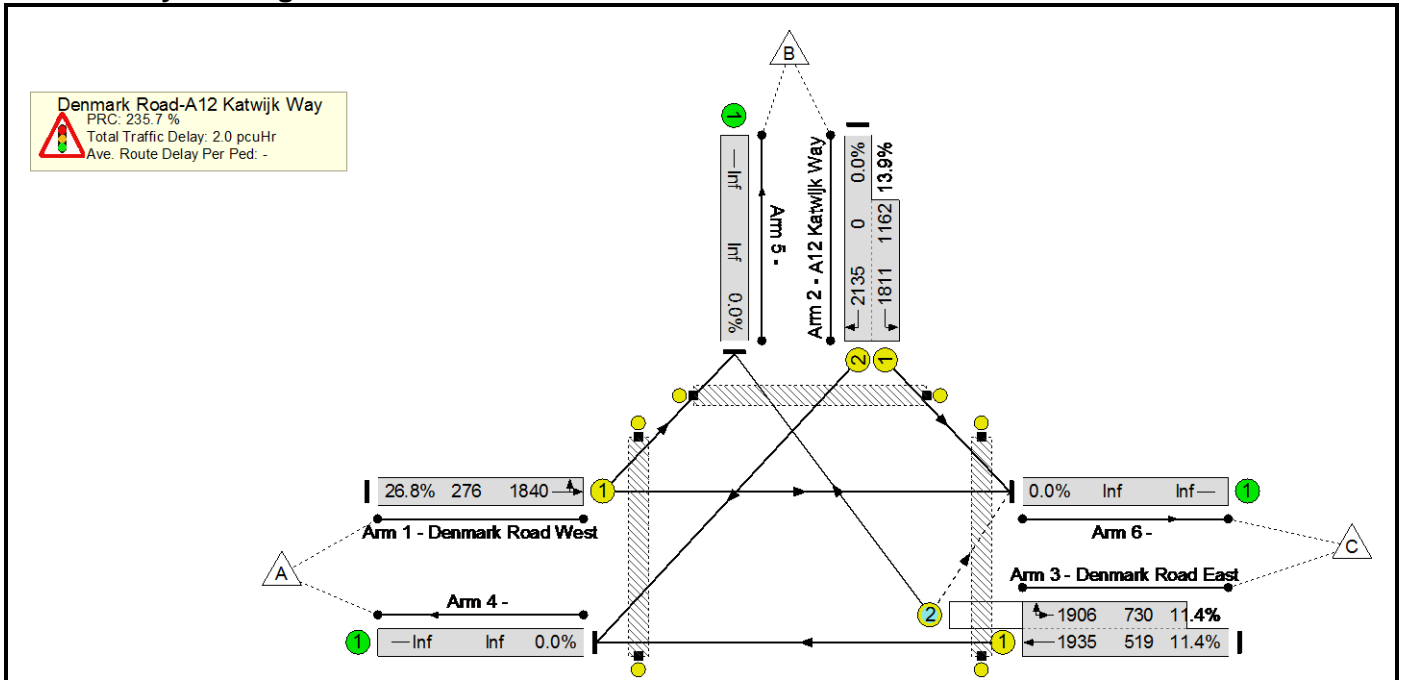 Denmark Road-A12 Katwijk Way
PRC: 235.7 %
Total Traffic Delay: 2.0 pcuHr
Ave. Route Delay Per Ped: -
B
1
Inf Inf 0.0%
Arm 5 -
Arm 2 - A12 Katwijk Way
2135 0 0.0%
1811 1162 13.9%
2 1
26.8% 276 1840
1
Arm 1 - Denmark Road West
0.0% Inf Inf
1
Arm 6 -
A
C
Arm 4 -
Arm 3 - Denmark Road East
2
1906 730 11.4%
1
Inf Inf 0.0%
1
1935 519 11.4%